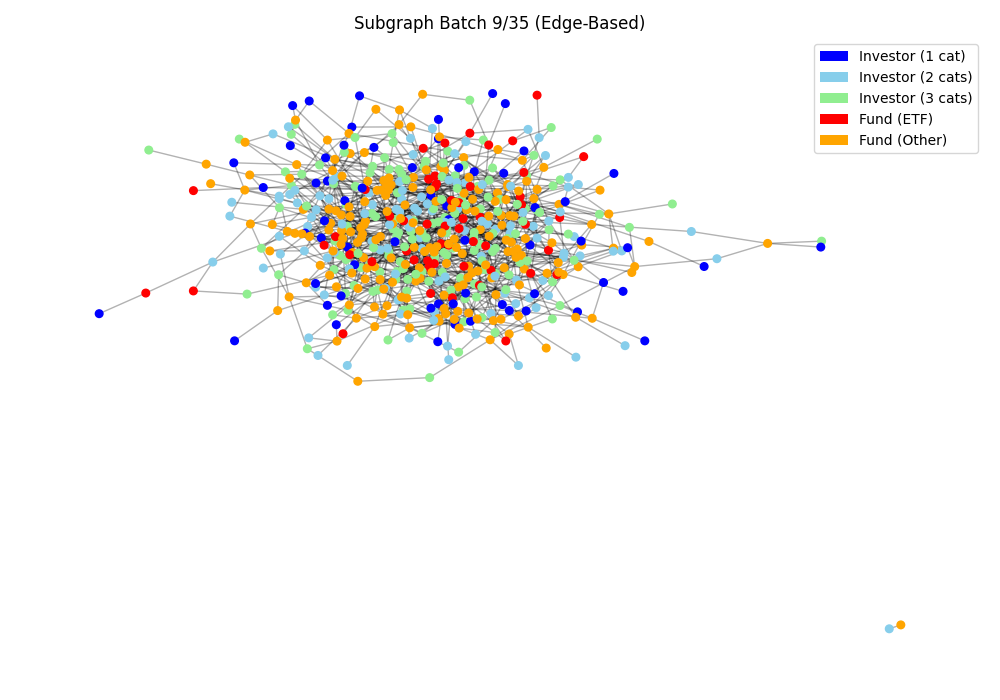 Subgraph Batch 9/35 (Edge-Based)
Investor (1 cat)
Investor (2 cats)
Investor (3 cats)
Fund (ETF)
Fund (Other)